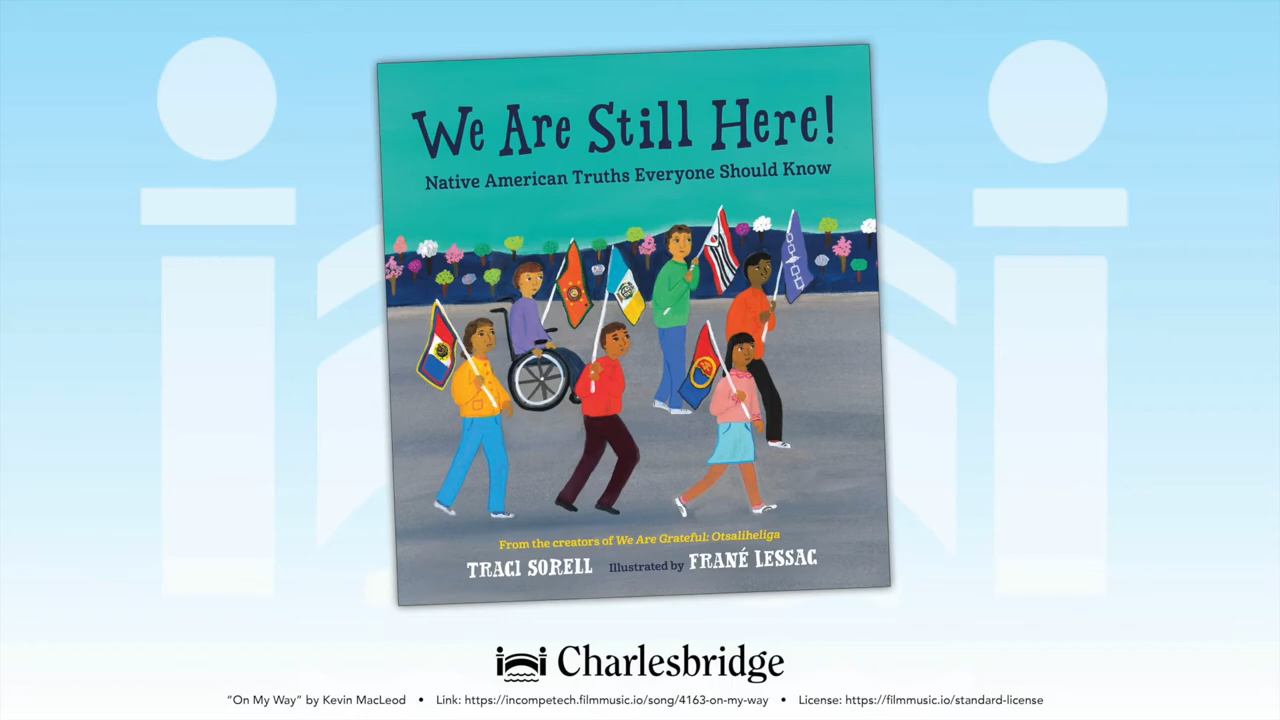 We Are Still Here!
Native American Truths Everyone Should Know
From the creators of We Are Grateful: Otsaliheliga
TRACI SORELL Illustrated by FRANÉ LESSAC
Charlesbridge
“On My Way” by Kevin MacLeod • Link: https://incompetech.filmmusic.io/song/4163-on-my-way • License: https://filmmusic.io/standard-license